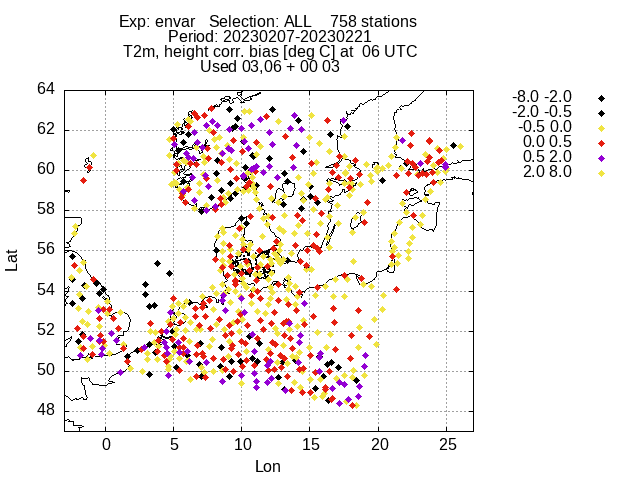 Exp: envar Selection: ALL 758 stations
Period: 20230207-20230221
T2m, height corr. bias [deg C] at 06 UTC
Used 03,06 + 00 03
-8.0 -2.0
-2.0 -0.5
-0.5 0.0
0.0 0.5
0.5 2.0
2.0 8.0
64
62
60
58
56
54
52
50
48
Lat
0 5 10 15 20 25
Lon